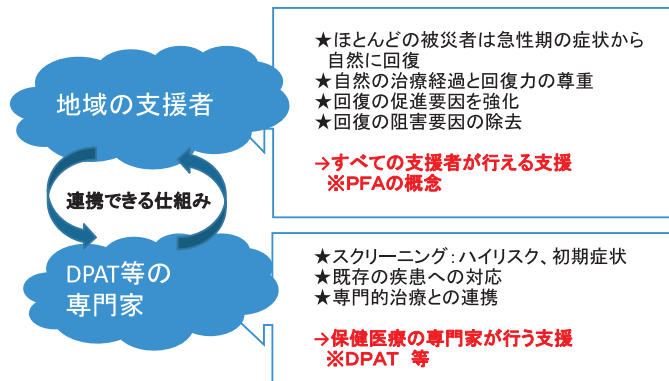 地域の支援者
★ほとんどの被災者は急性期の症状から
自然に回復
★自然の治療経過と回復力の尊重
★回復の促進要因を強化
★回復の阻害要因の除去
→すべての支援者が行える支援
※PFAの概念
連携できる仕組み
DPAT等の
専門家
★スクリーニング：ハイリスク、初期症状
★既存の疾患への対応
★専門的治療との連携
→保健医療の専門家が行う支援
※DPAT 等